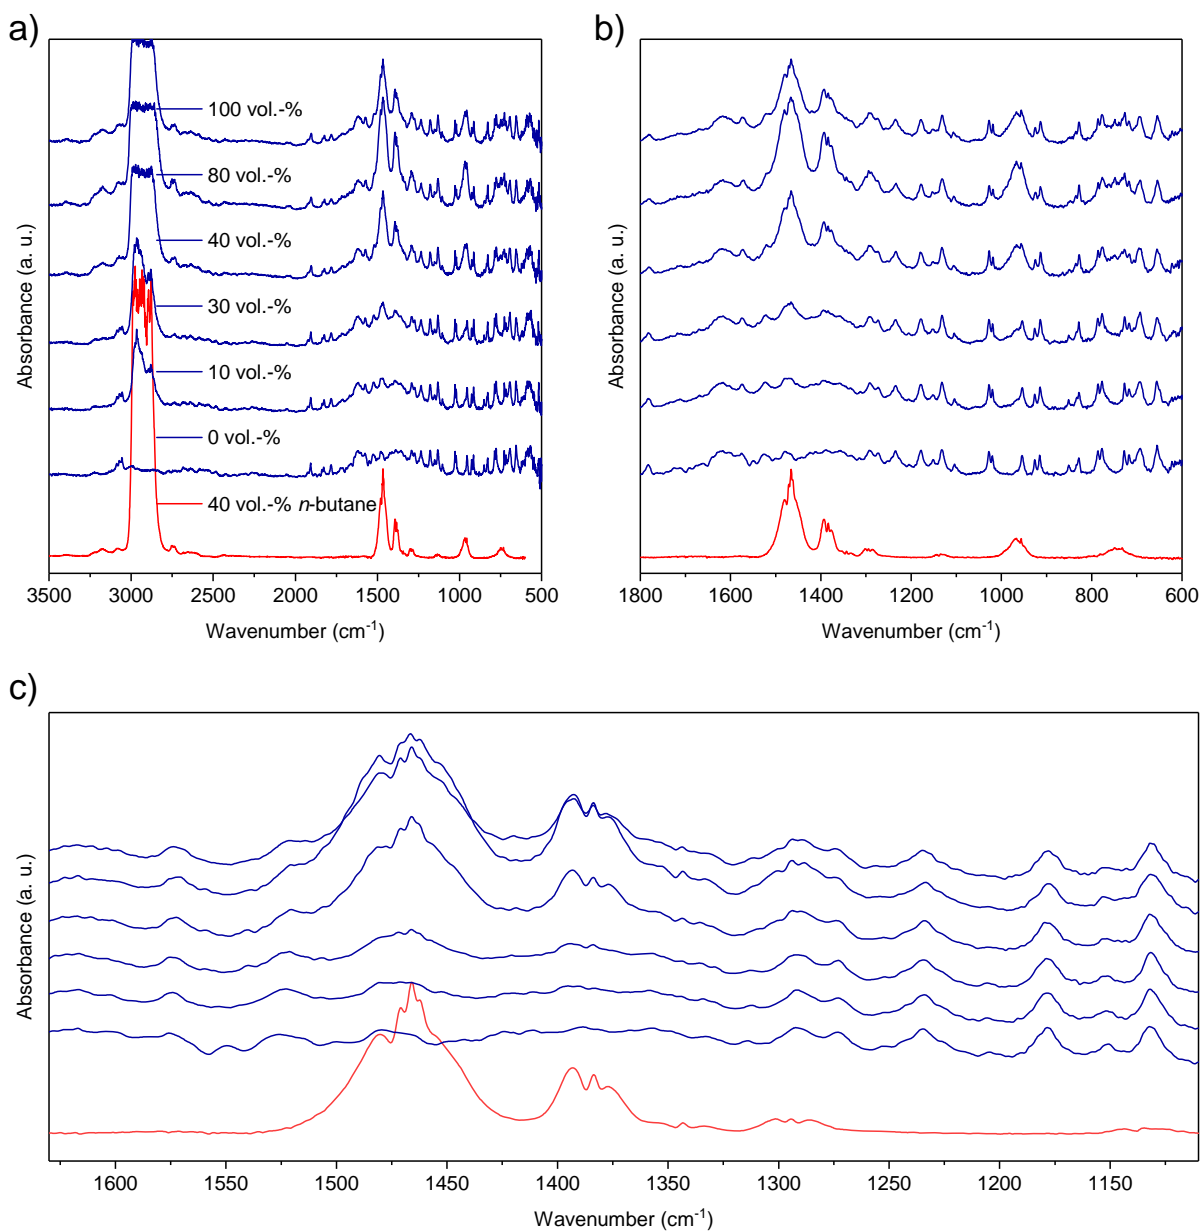 a)
b)
100 vol.-%
80 vol.-%
40 vol.-%
30 vol.-%
10 vol.-%
0 vol.-%
40 vol.-% n-butane
Absorbance (a. u.)
3500 3000 2500 2000 1500 1000 500
Wavenumber (cm-1)
Absorbance (a. u.)
1800 1600 1400 1200 1000 800 600
Wavenumber (cm-1)
c)
Absorbance (a. u.)
1600 1550 1500 1450 1400 1350 1300 1250 1200 1150
Wavenumber (cm-1)